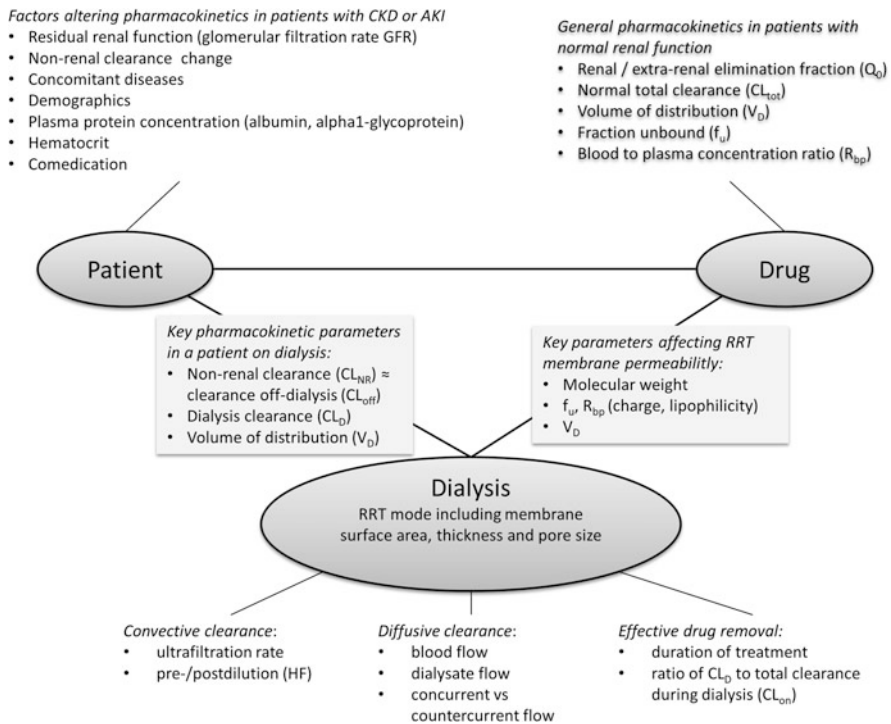 Factors altering pharmacokinetics in patients with CKD or AKI
• Residual renal function (glomerular filtration rate GFR)
• Non-renal clearance change
• Concomitant diseases
• Demographics
• Plasma protein concentration (albumin, alpha1-glycoprotein)
• Hematocrit
• Comedication
General pharmacokinetics in patients with
normal renal function
• Renal / extra-renal elimination fraction (Q0)
• Normal total clearance (CLtot)
• Volume of distribution (VD)
• Fraction unbound (fu)
• Blood to plasma concentration ratio (Rbp)
Patient
Drug
Key pharmacokinetic parameters
in a patient on dialysis:
• Non-renal clearance (CLNR) ≈
clearance off-dialysis (CLoff)
• Dialysis clearance (CLD)
• Volume of distribution (VD)
Key parameters affecting RRT
membrane permeabilitly:
• Molecular weight
• fu, Rbp (charge, lipophilicity)
• VD
Dialysis
RRT mode including membrane
surface area, thickness and pore size
Convective clearance:
• ultrafiltration rate
• pre-/postdilution (HF)
Diffusive clearance:
• blood flow
• dialysate flow
• concurrent vs
countercurrent flow
Effective drug removal:
• duration of treatment
• ratio of CLD to total clearance
during dialysis (CLon)